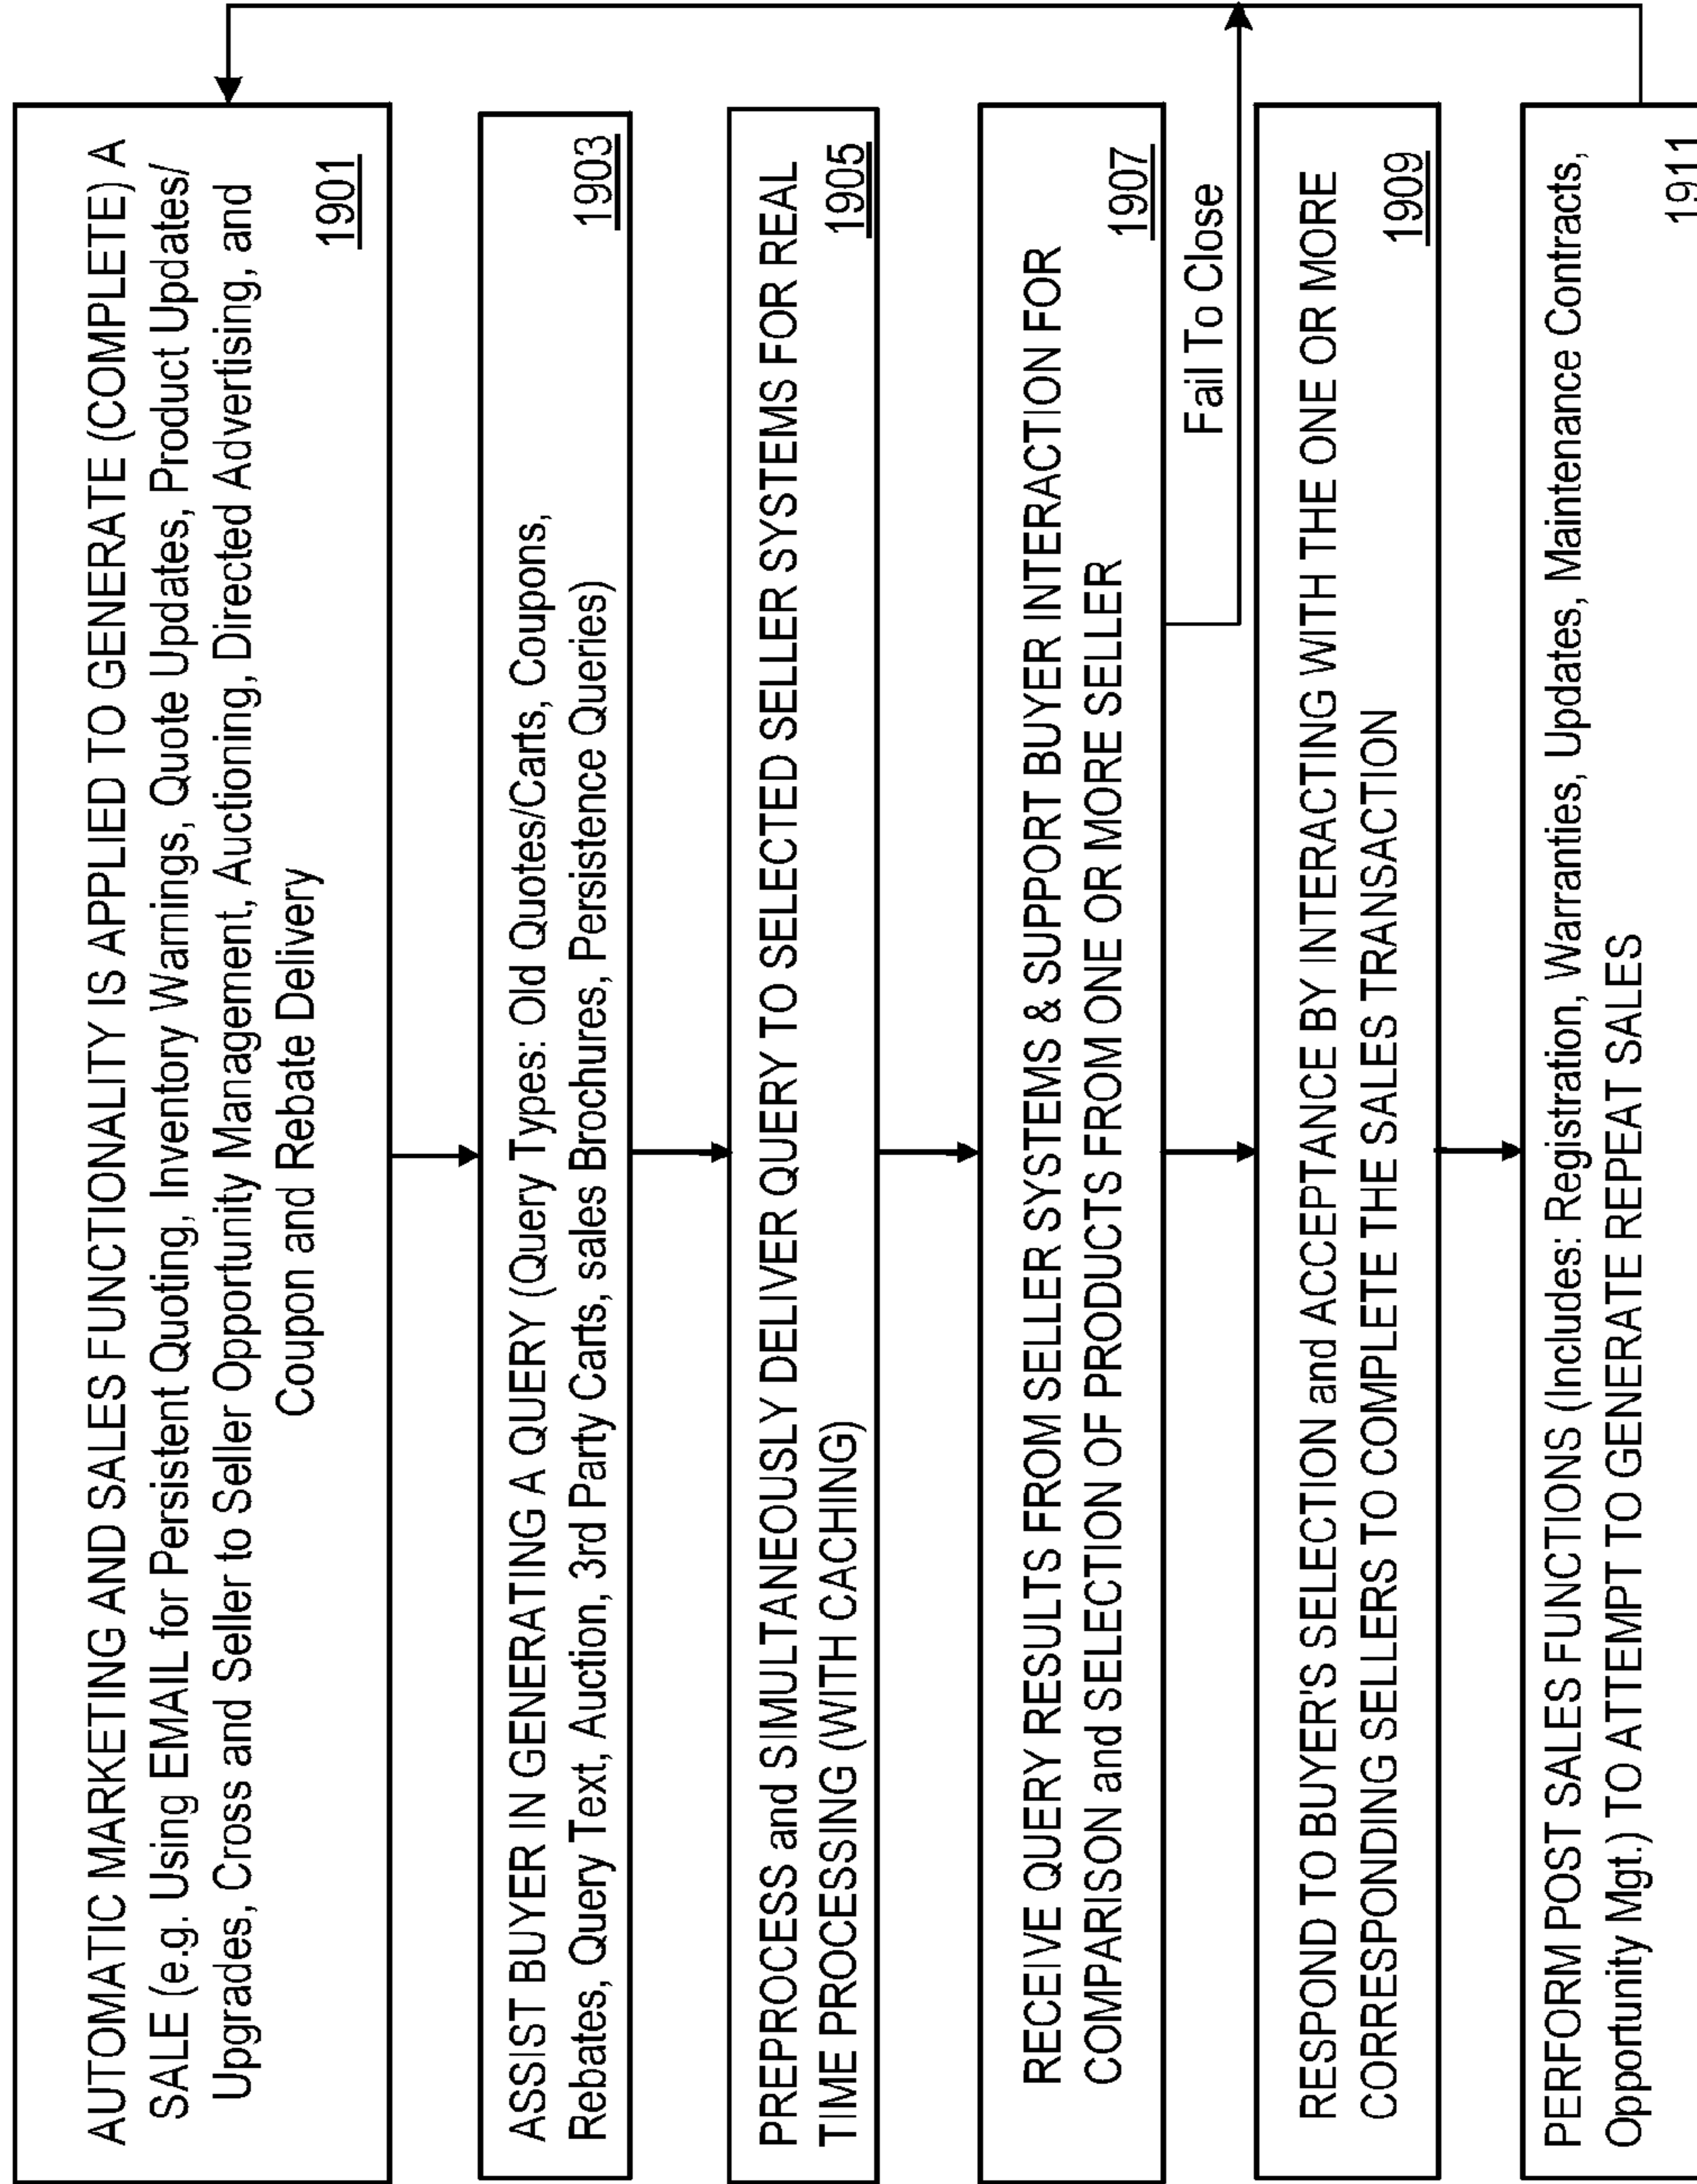 AUTOMATIC MARKETING AND SALES FUNCTIONALITY IS APPLIED TO GENERATE (COMPLETE) A
SALE (e.g. Using EMAIL for Persistent Quoting, Inventory Warnings, Quote Updates, Product Updates/
Upgrades, Cross and Seller to Seller Opportunity Management, Auctioning, Directed Advertising, and
Coupon and Rebate Delivery
1901
ASSIST BUYER IN GENERATING A QUERY (Query Types: Old Quotes/Carts, Coupons,
Rebates, Query Text, Auction, 3rd Party Carts, sales Brochures, Persistence Queries)
1903
PREPROCESS and SIMULTANEOUSLY DELIVER QUERY TO SELECTED SELLER SYSTEMS FOR REAL
TIME PROCESSING (WITH CACHING)
1905
RECEIVE QUERY RESULTS FROM SELLER SYSTEMS & SUPPORT BUYER INTERACTION FOR
COMPARISON and SELECTION OF PRODUCTS FROM ONE OR MORE SELLER
1907
Fail To Close
RESPOND TO BUYER'S SELECTION and ACCEPTANCE BY INTERACTING WITH THE ONE OR MORE
CORRESPONDING SELLERS TO COMPLETE THE SALES TRANSACTION
1909
PERFORM POST SALES FUNCTIONS (Includes: Registration, Warranties, Updates, Maintenance Contracts,
Opportunity Mgt.) TO ATTEMPT TO GENERATE REPEAT SALES
1911